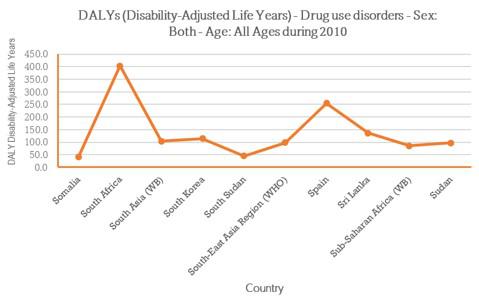 DALYs (Disability-Adjusted Life Years) - Drug use disorders - Sex:
Both - Age: All Ages during 2010
DALY Disability-Adjusted Life Years
450.0
400.0
350.0
300.0
250.0
200.0
150.0
100.0
50.0
0.0
Somalia
South Africa
South Asia (WB)
South Korea
South Sudan
South-East Asia Region (WHO)
Spain
Sri Lanka
Sub-Saharan Africa (WB)
Sudan
Country